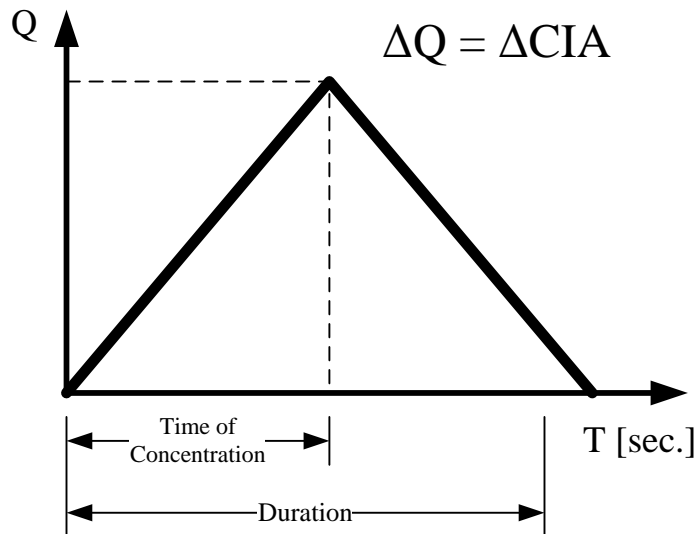 Q
ΔQ = ΔCIA
Time of
Concentration
T [sec.]
Duration